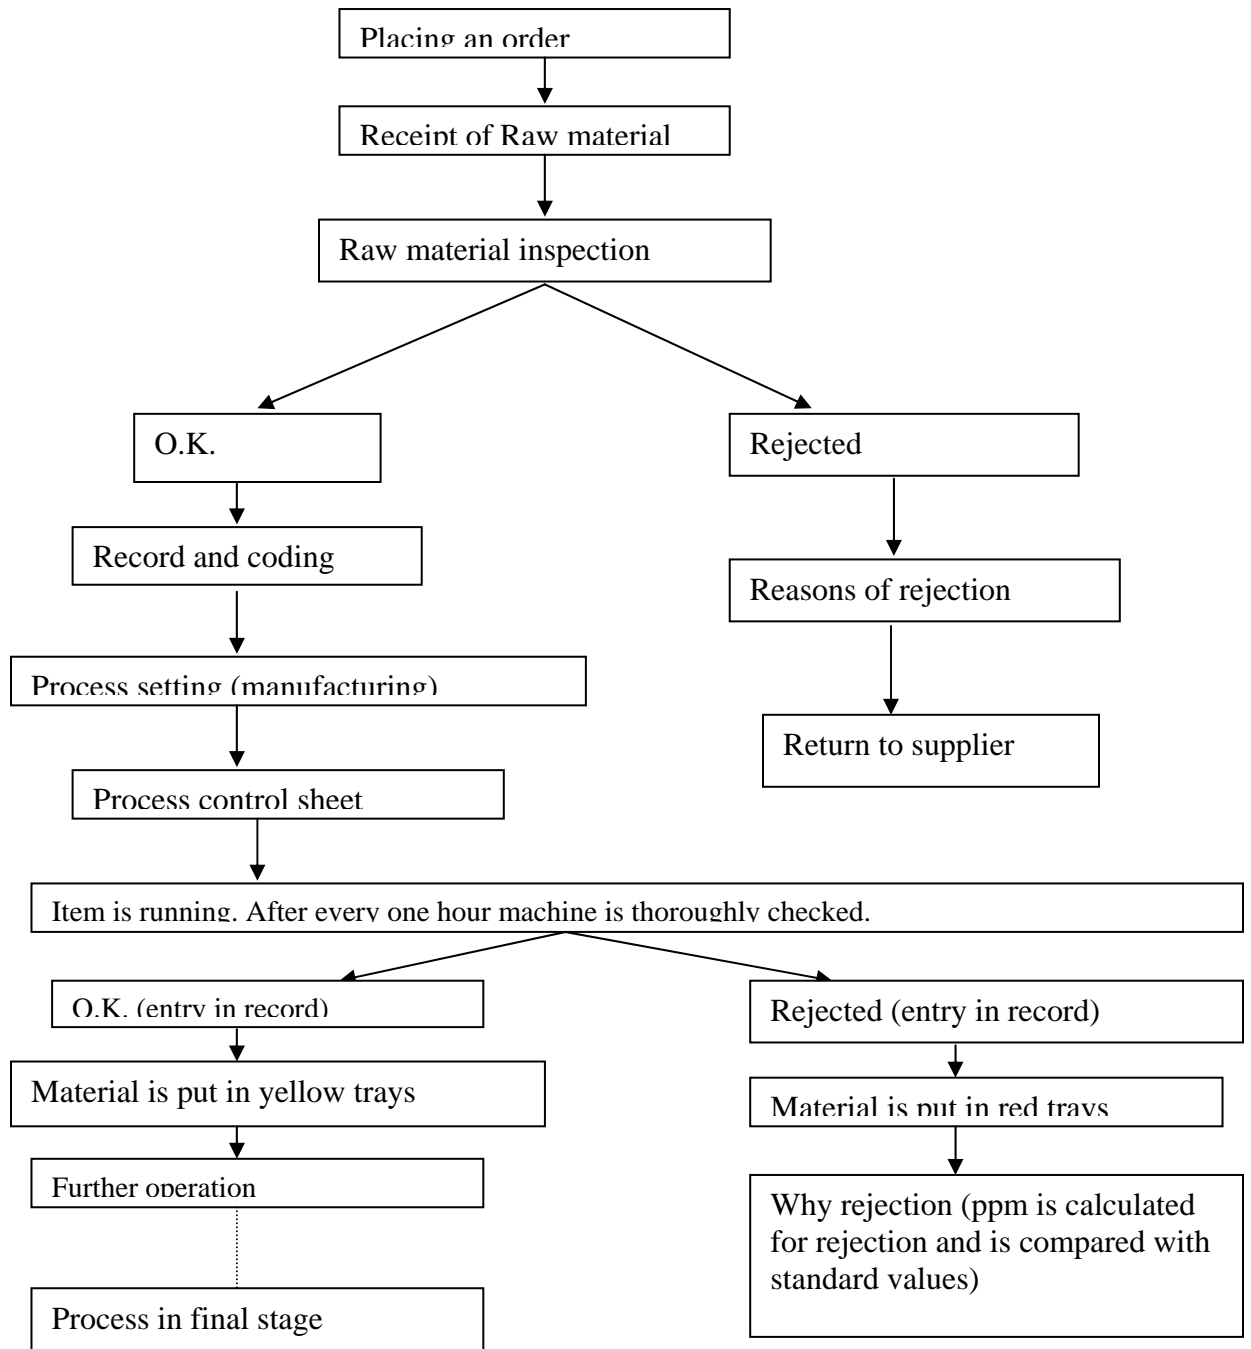 Placing an order
Receipt of Raw material
Raw material inspection
O.K.
Rejected
Record and coding
Reasons of rejection
Process setting (manufacturing)
Return to supplier
Process control sheet
Item is running. After every one hour machine is thoroughly checked.
O.K. (entry in record)
Rejected (entry in record)
Material is put in yellow trays
Material is put in red trays
Further operation
Why rejection (ppm is calculated
for rejection and is compared with
standard values)
Process in final stage